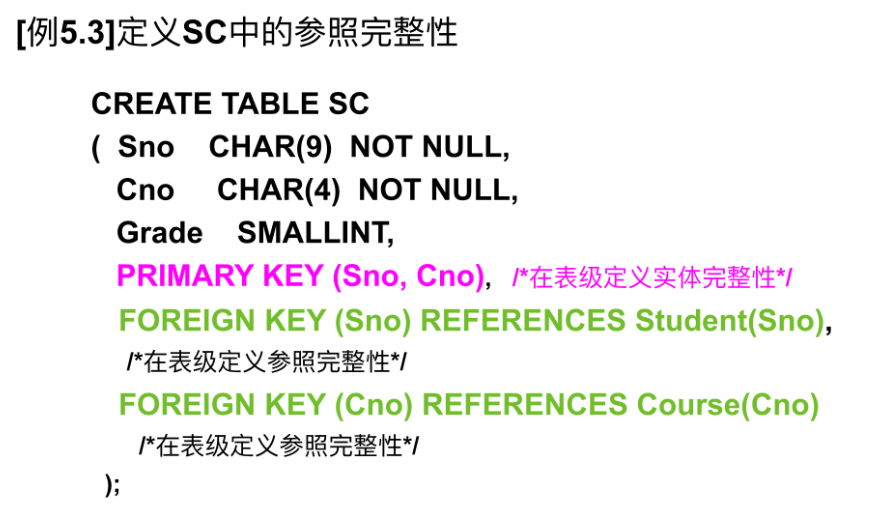 [例5.3]定义SC中的参照完整性
CREATE TABLE SC
( Sno CHAR(9) NOT NULL,
Cno CHAR(4) NOT NULL,
Grade SMALLINT,
PRIMARY KEY (Sno, Cno), /*在表级定义实体完整性*/
FOREIGN KEY (Sno) REFERENCES Student(Sno),
/*在表级定义参照完整性*/
FOREIGN KEY (Cno) REFERENCES Course(Cno)
/*在表级定义参照完整性*/
);